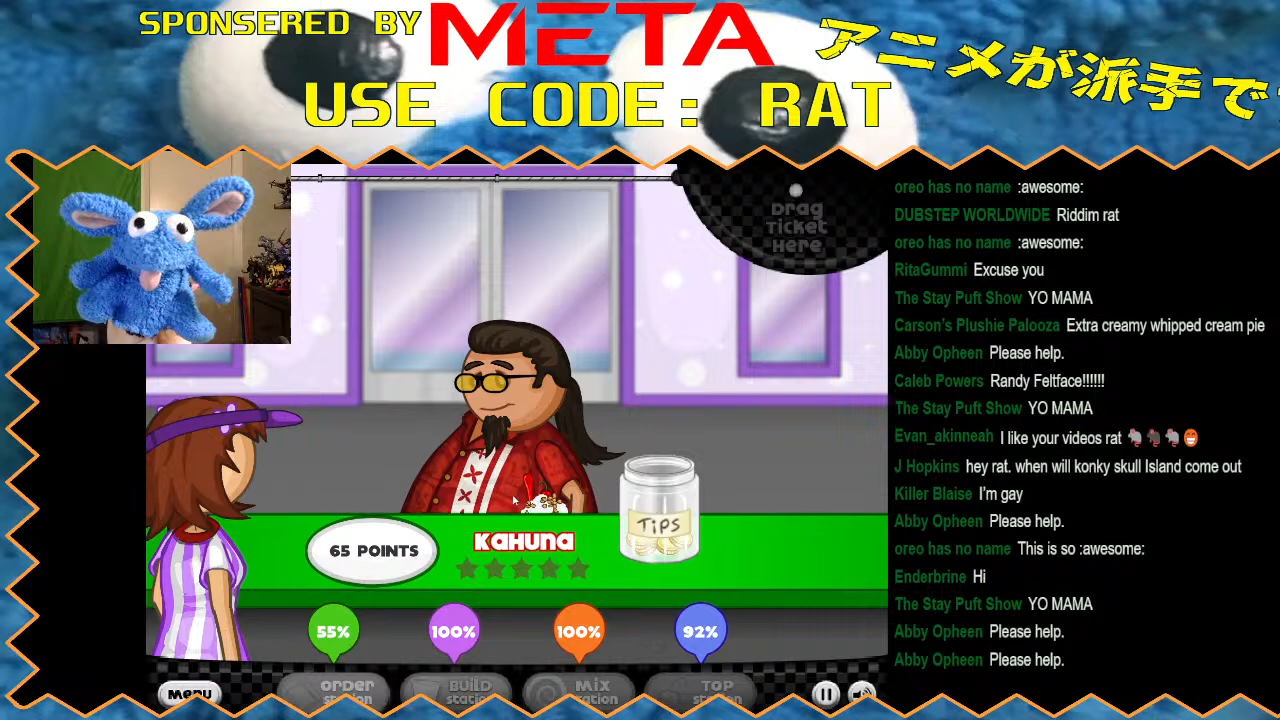 SPONSERED BY META
USE CODE: RAT
アニメが派手で
Drag
Ticket
Here
TIPS
65 POINTS
KAHUNA
55%
100%
100%
92%
Menu
ORDER
station
BUILD
station
MIX
station
TOP
station
oreo has no name :awesome:
DUBSTEP WORLDWIDE Riddim rat
oreo has no name :awesome:
RitaGummi Excuse you
The Stay Puft Show YO MAMA
Carson's Plushie Palooza Extra creamy whipped cream pie
Abby Opheen Please help.
Caleb Powers Randy Feltface!!!!!!
The Stay Puft Show YO MAMA
Evan_akinneah I like your videos rat 🐀🐀🐀😁
J Hopkins hey rat. when will konky skull Island come out
Killer Blaise I'm gay
Abby Opheen Please help.
oreo has no name This is so :awesome:
Enderbrine Hi
The Stay Puft Show YO MAMA
Abby Opheen Please help.
Abby Opheen Please help.